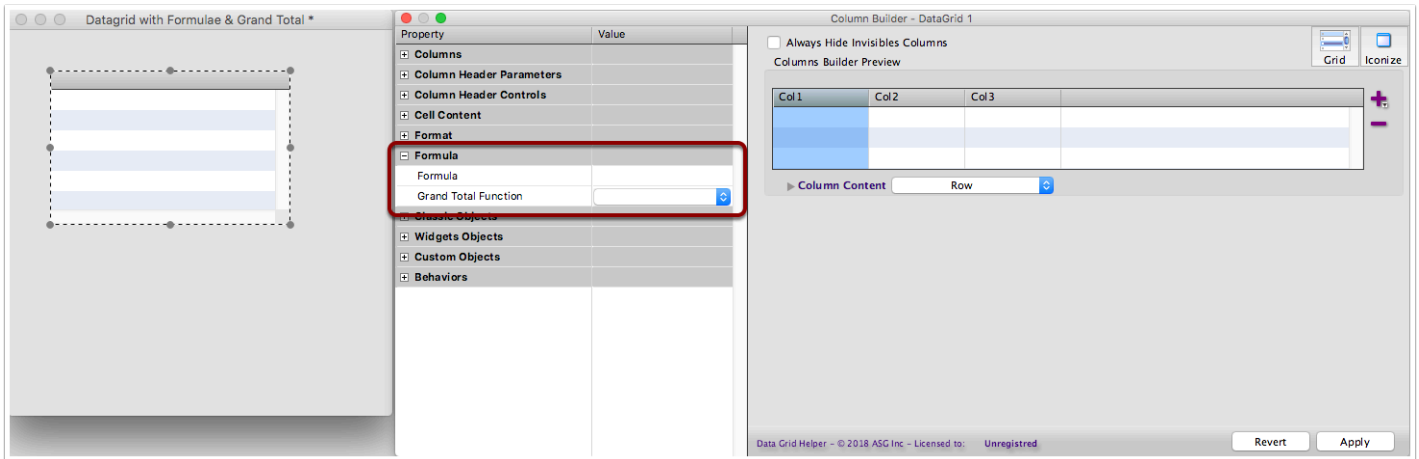 Datagrid with Formulae & Grand Total *
Column Builder - DataGrid 1
Property Value
Columns
Column Header Parameters
Column Header Controls
Cell Content
Format
Formula
Formula
Grand Total Function
Classic Objects
Widgets Objects
Custom Objects
Behaviors
Always Hide Invisibles Columns
Columns Builder Preview
Grid Iconize
Col1 Col2 Col3
Column Content Row
Data Grid Helper - © 2018 ASG Inc - Licensed to: Unregistred
Revert Apply